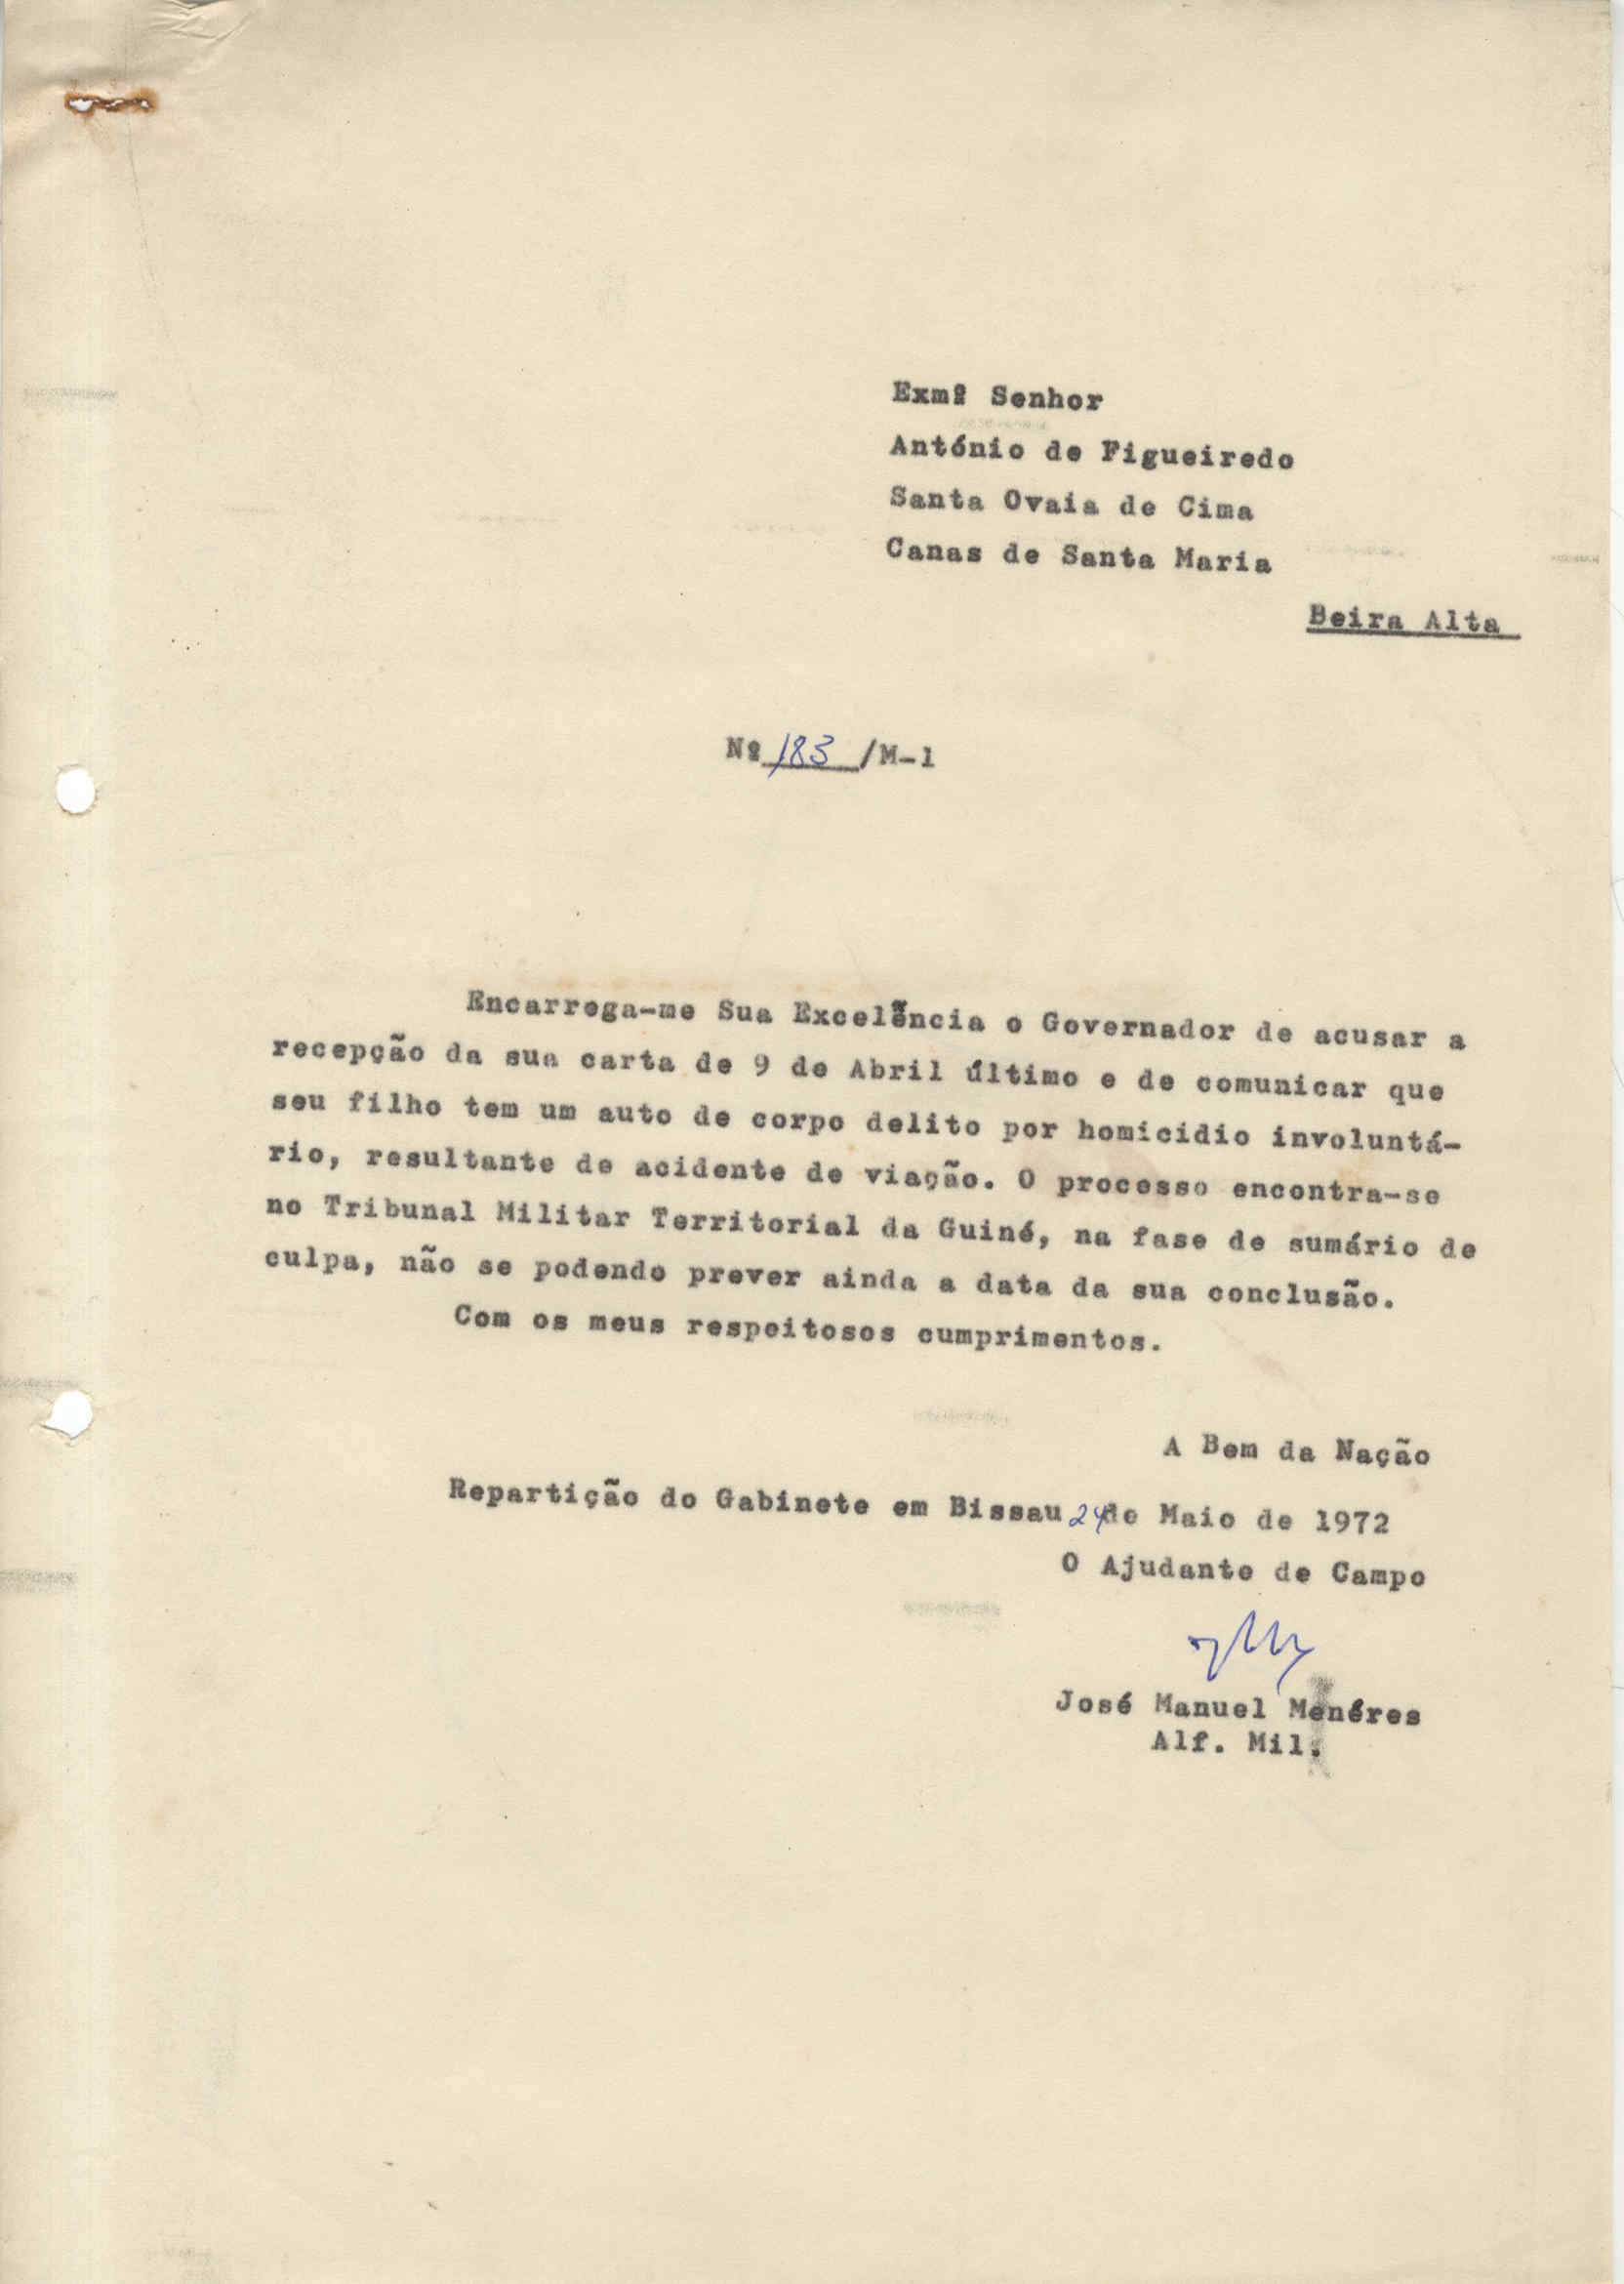 Exmº Senhor
António de Figueiredo
Santa Ovaia de Cima
Canas de Santa Maria
Beira Alta
Nº 183 /M-1
Encarrega-me Sua Excelência o Governador de acusar a
recepção da sua carta de 9 de Abril último e de comunicar que
seu filho tem um auto de corpo delito por homicidio involuntá-
rio, resultante de acidente de viação. O processo encontra-se
no Tribunal Militar Territorial da Guiné, na fase de sumário de
culpa, não se podendo prever ainda a data da sua conclusão.
Com os meus respeitosos cumprimentos.
A Bem da Nação
Repartição do Gabinete em Bissau 24 de Maio de 1972
O Ajudante de Campo
José Manuel Menéres
Alf. Mil.